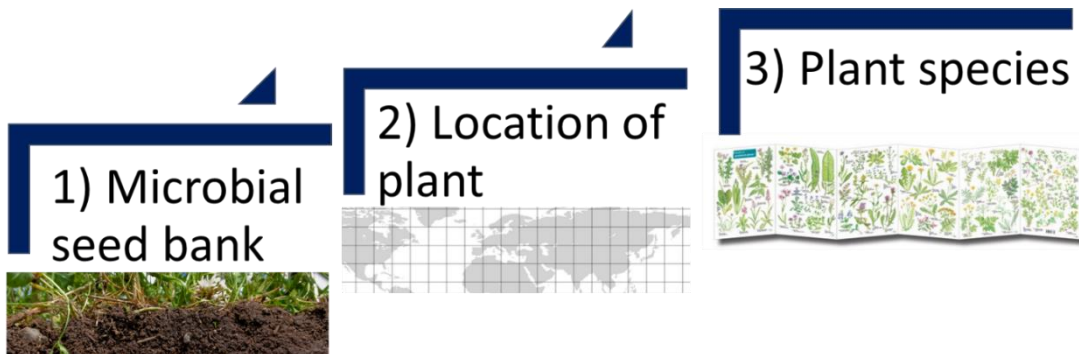 1) Microbial
seed bank
2) Location of
plant
3) Plant species